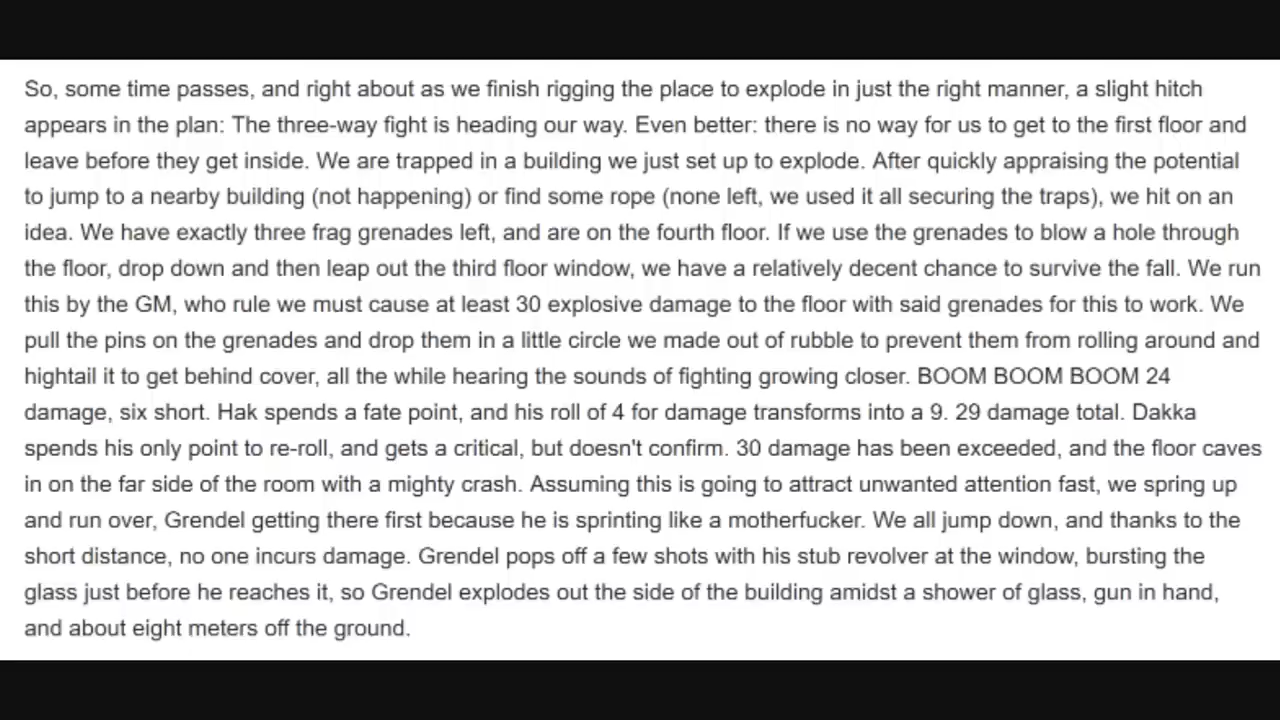 So, some time passes, and right about as we finish rigging the place to explode in just the right manner, a slight hitch
appears in the plan: The three-way fight is heading our way. Even better: there is no way for us to get to the first floor and
leave before they get inside. We are trapped in a building we just set up to explode. After quickly appraising the potential
to jump to a nearby building (not happening) or find some rope (none left, we used it all securing the traps), we hit on an
idea. We have exactly three frag grenades left, and are on the fourth floor. If we use the grenades to blow a hole through
the floor, drop down and then leap out the third floor window, we have a relatively decent chance to survive the fall. We run
this by the GM, who rule we must cause at least 30 explosive damage to the floor with said grenades for this to work. We
pull the pins on the grenades and drop them in a little circle we made out of rubble to prevent them from rolling around and
hightail it to get behind cover, all the while hearing the sounds of fighting growing closer. BOOM BOOM BOOM 24
damage, six short. Hak spends a fate point, and his roll of 4 for damage transforms into a 9. 29 damage total. Dakka
spends his only point to re-roll, and gets a critical, but doesn't confirm. 30 damage has been exceeded, and the floor caves
in on the far side of the room with a mighty crash. Assuming this is going to attract unwanted attention fast, we spring up
and run over, Grendel getting there first because he is sprinting like a motherfucker. We all jump down, and thanks to the
short distance, no one incurs damage. Grendel pops off a few shots with his stub revolver at the window, bursting the
glass just before he reaches it, so Grendel explodes out the side of the building amidst a shower of glass, gun in hand,
and about eight meters off the ground.